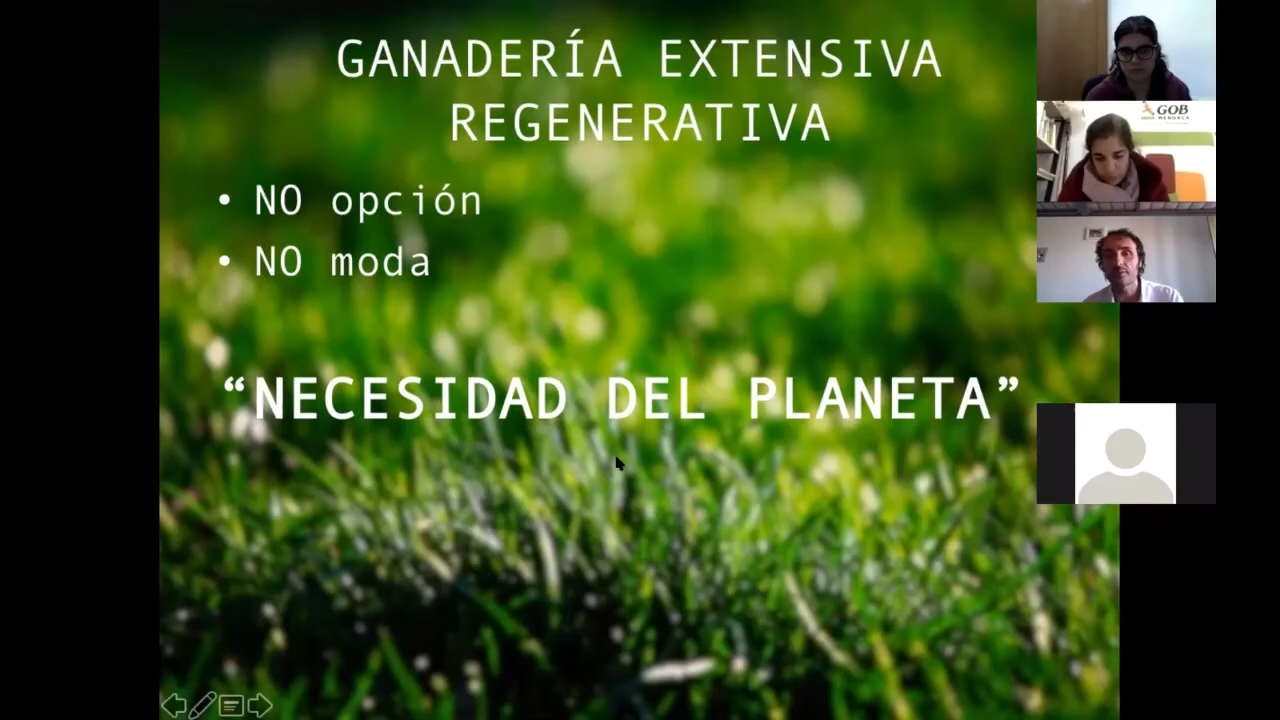 GANADERÍA EXTENSIVA
REGENERATIVA
• NO opción
• NO moda
“NECESIDAD DEL PLANETA”
GOB
MENORCA